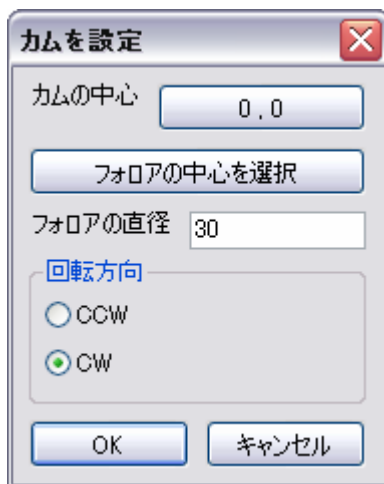 カムを設定
カムの中心 0 , 0
フォロアの中心を選択
フォロアの直径 30
回転方向
CCW
CW
OK キャンセル